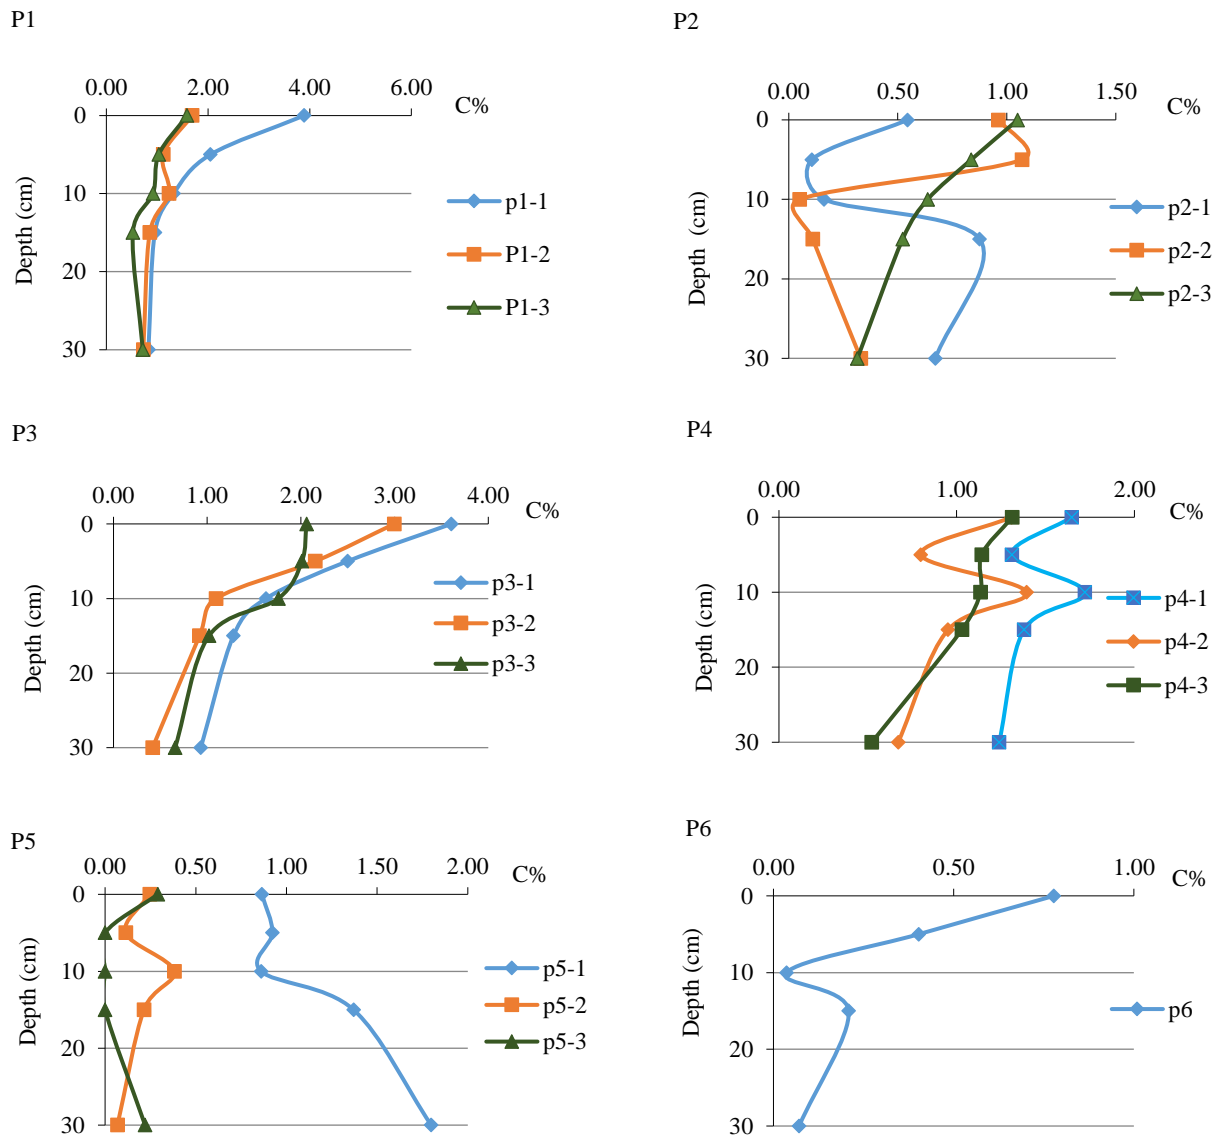 P1
0.00 2.00 4.00 6.00
C%
0
10
20
30
Depth (cm)
p1-1
P1-2
P1-3
P2
0.00 0.50 1.00 1.50
C%
0
10
20
30
Depth (cm)
p2-1
p2-2
p2-3
P3
0.00 1.00 2.00 3.00 4.00
C%
0
10
20
30
Depth (cm)
p3-1
p3-2
p3-3
P4
0.00 1.00 2.00
C%
0
10
20
30
Depth (cm)
p4-1
p4-2
p4-3
P5
0.00 0.50 1.00 1.50 2.00
C%
0
10
20
30
Depth (cm)
p5-1
p5-2
p5-3
P6
0.00 0.50 1.00
C%
0
10
20
30
Depth (cm)
p6